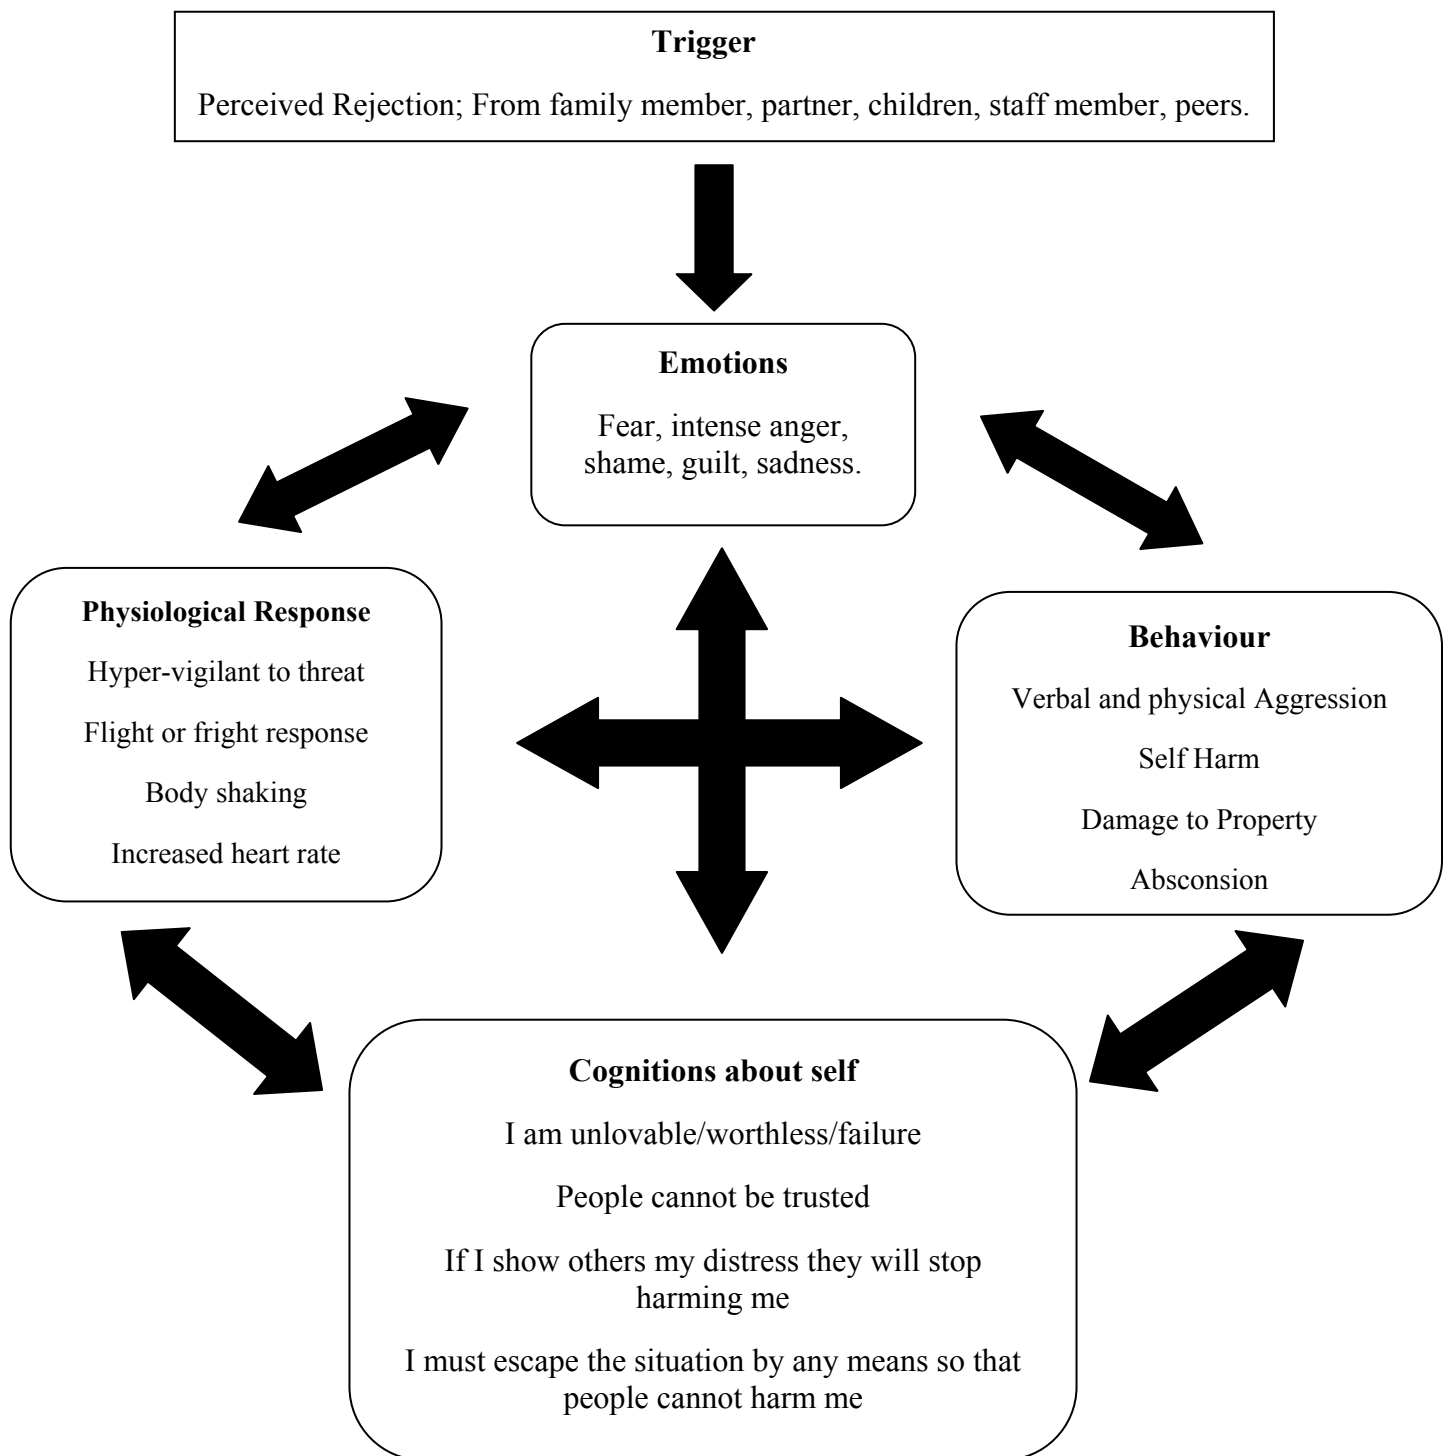 Trigger
Perceived Rejection; From family member, partner, children, staff member, peers.
Emotions
Fear, intense anger,
shame, guilt, sadness.
Physiological Response
Hyper-vigilant to threat
Flight or fright response
Body shaking
Increased heart rate
Behaviour
Verbal and physical Aggression
Self Harm
Damage to Property
Absconsion
Cognitions about self
I am unlovable/worthless/failure
People cannot be trusted
If I show others my distress they will stop
harming me
I must escape the situation by any means so that
people cannot harm me